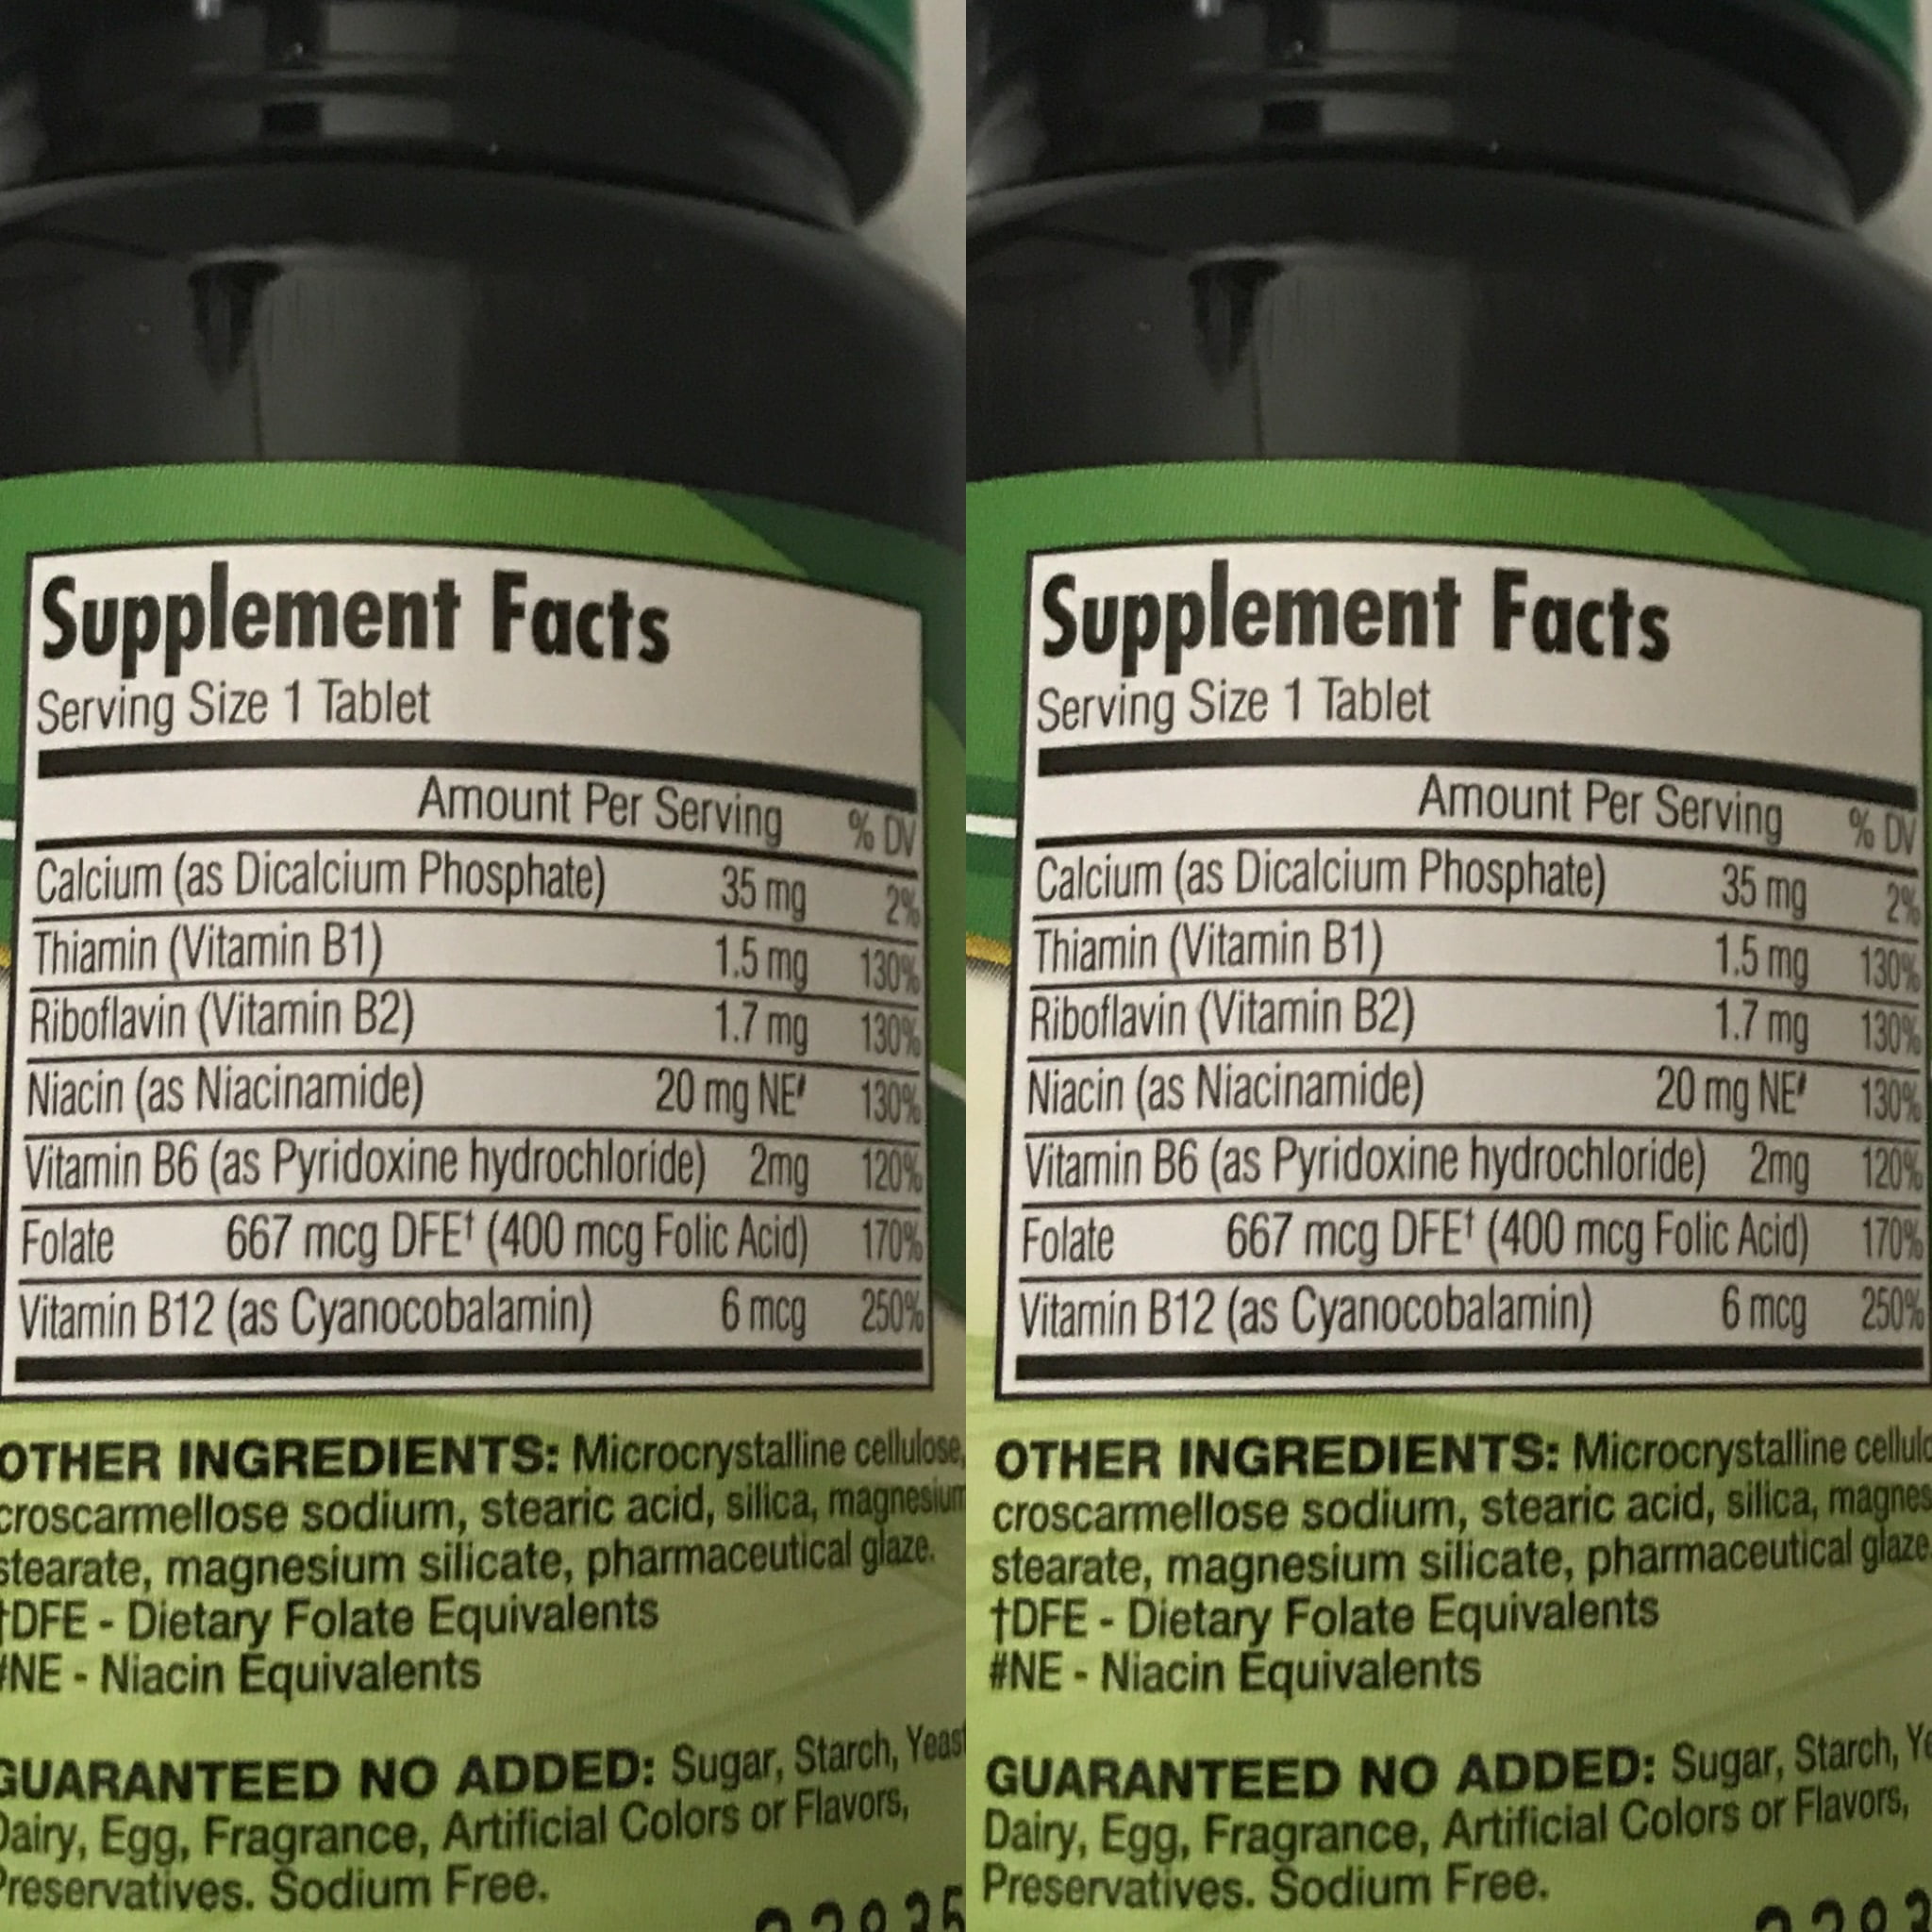 Supplement Facts
Serving Size 1 Tablet
Amount Per Serving % DV
Calcium (as Dicalcium Phosphate) 35 mg 2%
Thiamin (Vitamin B1) 1.5 mg 130%
Riboflavin (Vitamin B2) 1.7 mg 130%
Niacin (as Niacinamide) 20 mg NE# 130%
Vitamin B6 (as Pyridoxine hydrochloride) 2mg 120%
Folate 667 mcg DFE† (400 mcg Folic Acid) 170%
Vitamin B12 (as Cyanocobalamin) 6 mcg 250%
OTHER INGREDIENTS: Microcrystalline cellulose,
croscarmellose sodium, stearic acid, silica, magnesium
stearate, magnesium silicate, pharmaceutical glaze.
†DFE - Dietary Folate Equivalents
#NE - Niacin Equivalents
GUARANTEED NO ADDED: Sugar, Starch, Yeast
Dairy, Egg, Fragrance, Artificial Colors or Flavors,
Preservatives. Sodium Free.
Supplement Facts
Serving Size 1 Tablet
Amount Per Serving % DV
Calcium (as Dicalcium Phosphate) 35 mg 2%
Thiamin (Vitamin B1) 1.5 mg 130%
Riboflavin (Vitamin B2) 1.7 mg 130%
Niacin (as Niacinamide) 20 mg NE# 130%
Vitamin B6 (as Pyridoxine hydrochloride) 2mg 120%
Folate 667 mcg DFE† (400 mcg Folic Acid) 170%
Vitamin B12 (as Cyanocobalamin) 6 mcg 250%
OTHER INGREDIENTS: Microcrystalline cellulo
croscarmellose sodium, stearic acid, silica, magnes
stearate, magnesium silicate, pharmaceutical glaze.
†DFE - Dietary Folate Equivalents
#NE - Niacin Equivalents
GUARANTEED NO ADDED: Sugar, Starch, Ye
Dairy, Egg, Fragrance, Artificial Colors or Flavors,
Preservatives. Sodium Free.